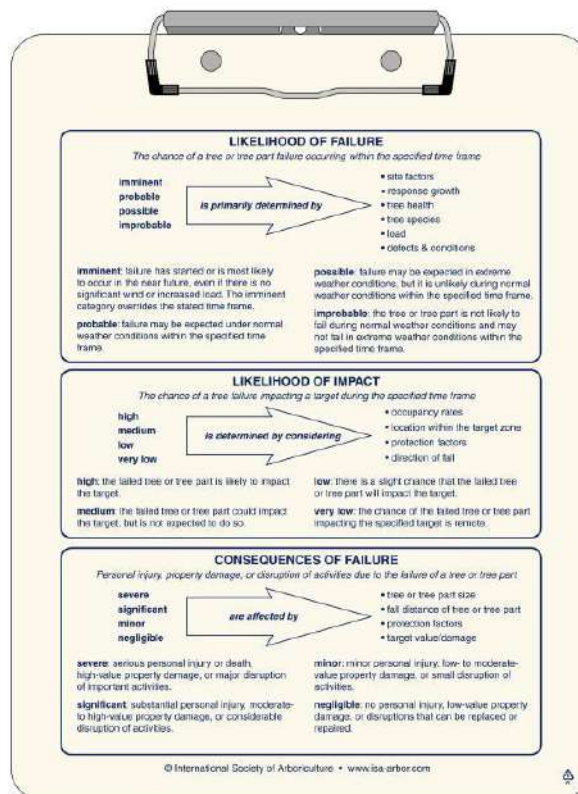 LIKELIHOOD OF FAILURE
The chance of a tree or tree part failure occurring within the specified time frame
imminent
probable
possible
improbable
is primarily determined by
• site factors
• response growth
• tree health
• tree species
• load
• defects & conditions
imminent: failure has started or is most likely
to occur in the near future, even if there is no
significant wind or increased load. The imminent
category overrides the stated time frame.
probable: failure may be expected under normal
weather conditions within the specified time
frame.
possible: failure may be expected in extreme
weather conditions, but it is unlikely during normal
weather conditions within the specified time frame.
improbable: the tree or tree part is not likely to
fail during normal weather conditions and may
not fail in extreme weather conditions within the
specified time frame.
LIKELIHOOD OF IMPACT
The chance of a tree failure impacting a target during the specified time frame
high
medium
low
very low
is determined by considering
• occupancy rates
• location within the target zone
• protection factors
• direction of fall
high: the failed tree or tree part is likely to impact
the target.
medium: the failed tree or tree part could impact
the target, but is not expected to do so.
low: there is a slight chance that the failed tree
or tree part will impact the target.
very low: the chance of the failed tree or tree part
impacting the specified target is remote.
CONSEQUENCES OF FAILURE
Personal injury, property damage, or disruption of activities due to the failure of a tree or tree part
severe
significant
minor
negligible
are affected by
• tree or tree part size
• fall distance of tree or tree part
• protection factors
• target value/damage
severe: serious personal injury or death,
high-value property damage, or major disruption
of important activities.
significant: substantial personal injury, moderate-
to high-value property damage, or considerable
disruption of activities.
minor: minor personal injury, low- to moderate-
value property damage, or small disruption of
activities.
negligible: no personal injury, low-value property
damage, or disruptions that can be replaced or
repaired.
© International Society of Arboriculture • www.isa-arbor.com